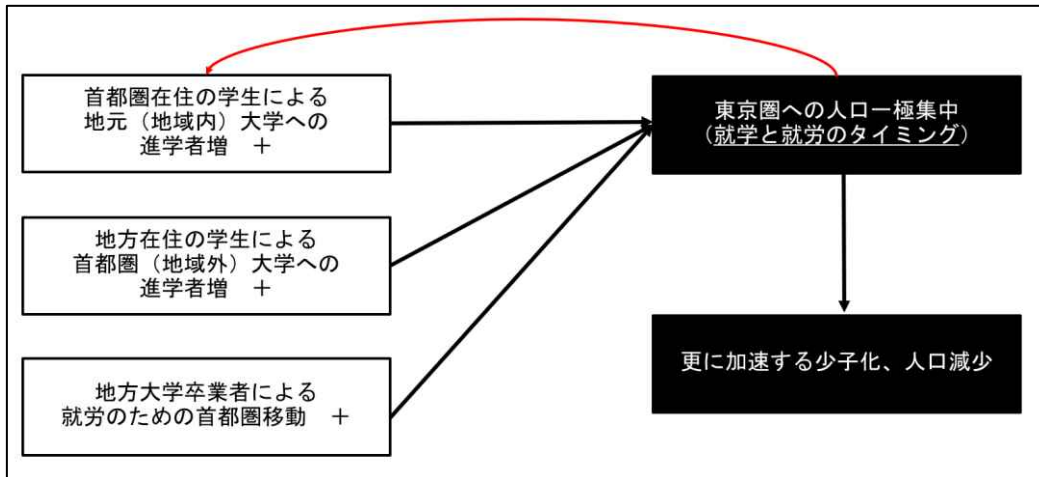 首都圏在住の学生による
地元（地域内）大学への
進学者増　＋
地方在住の学生による
首都圏（地域外）大学への
進学者増　＋
地方大学卒業者による
就労のための首都圏移動　＋
東京圏への人口一極集中
（就学と就労のタイミング）
更に加速する少子化、人口減少